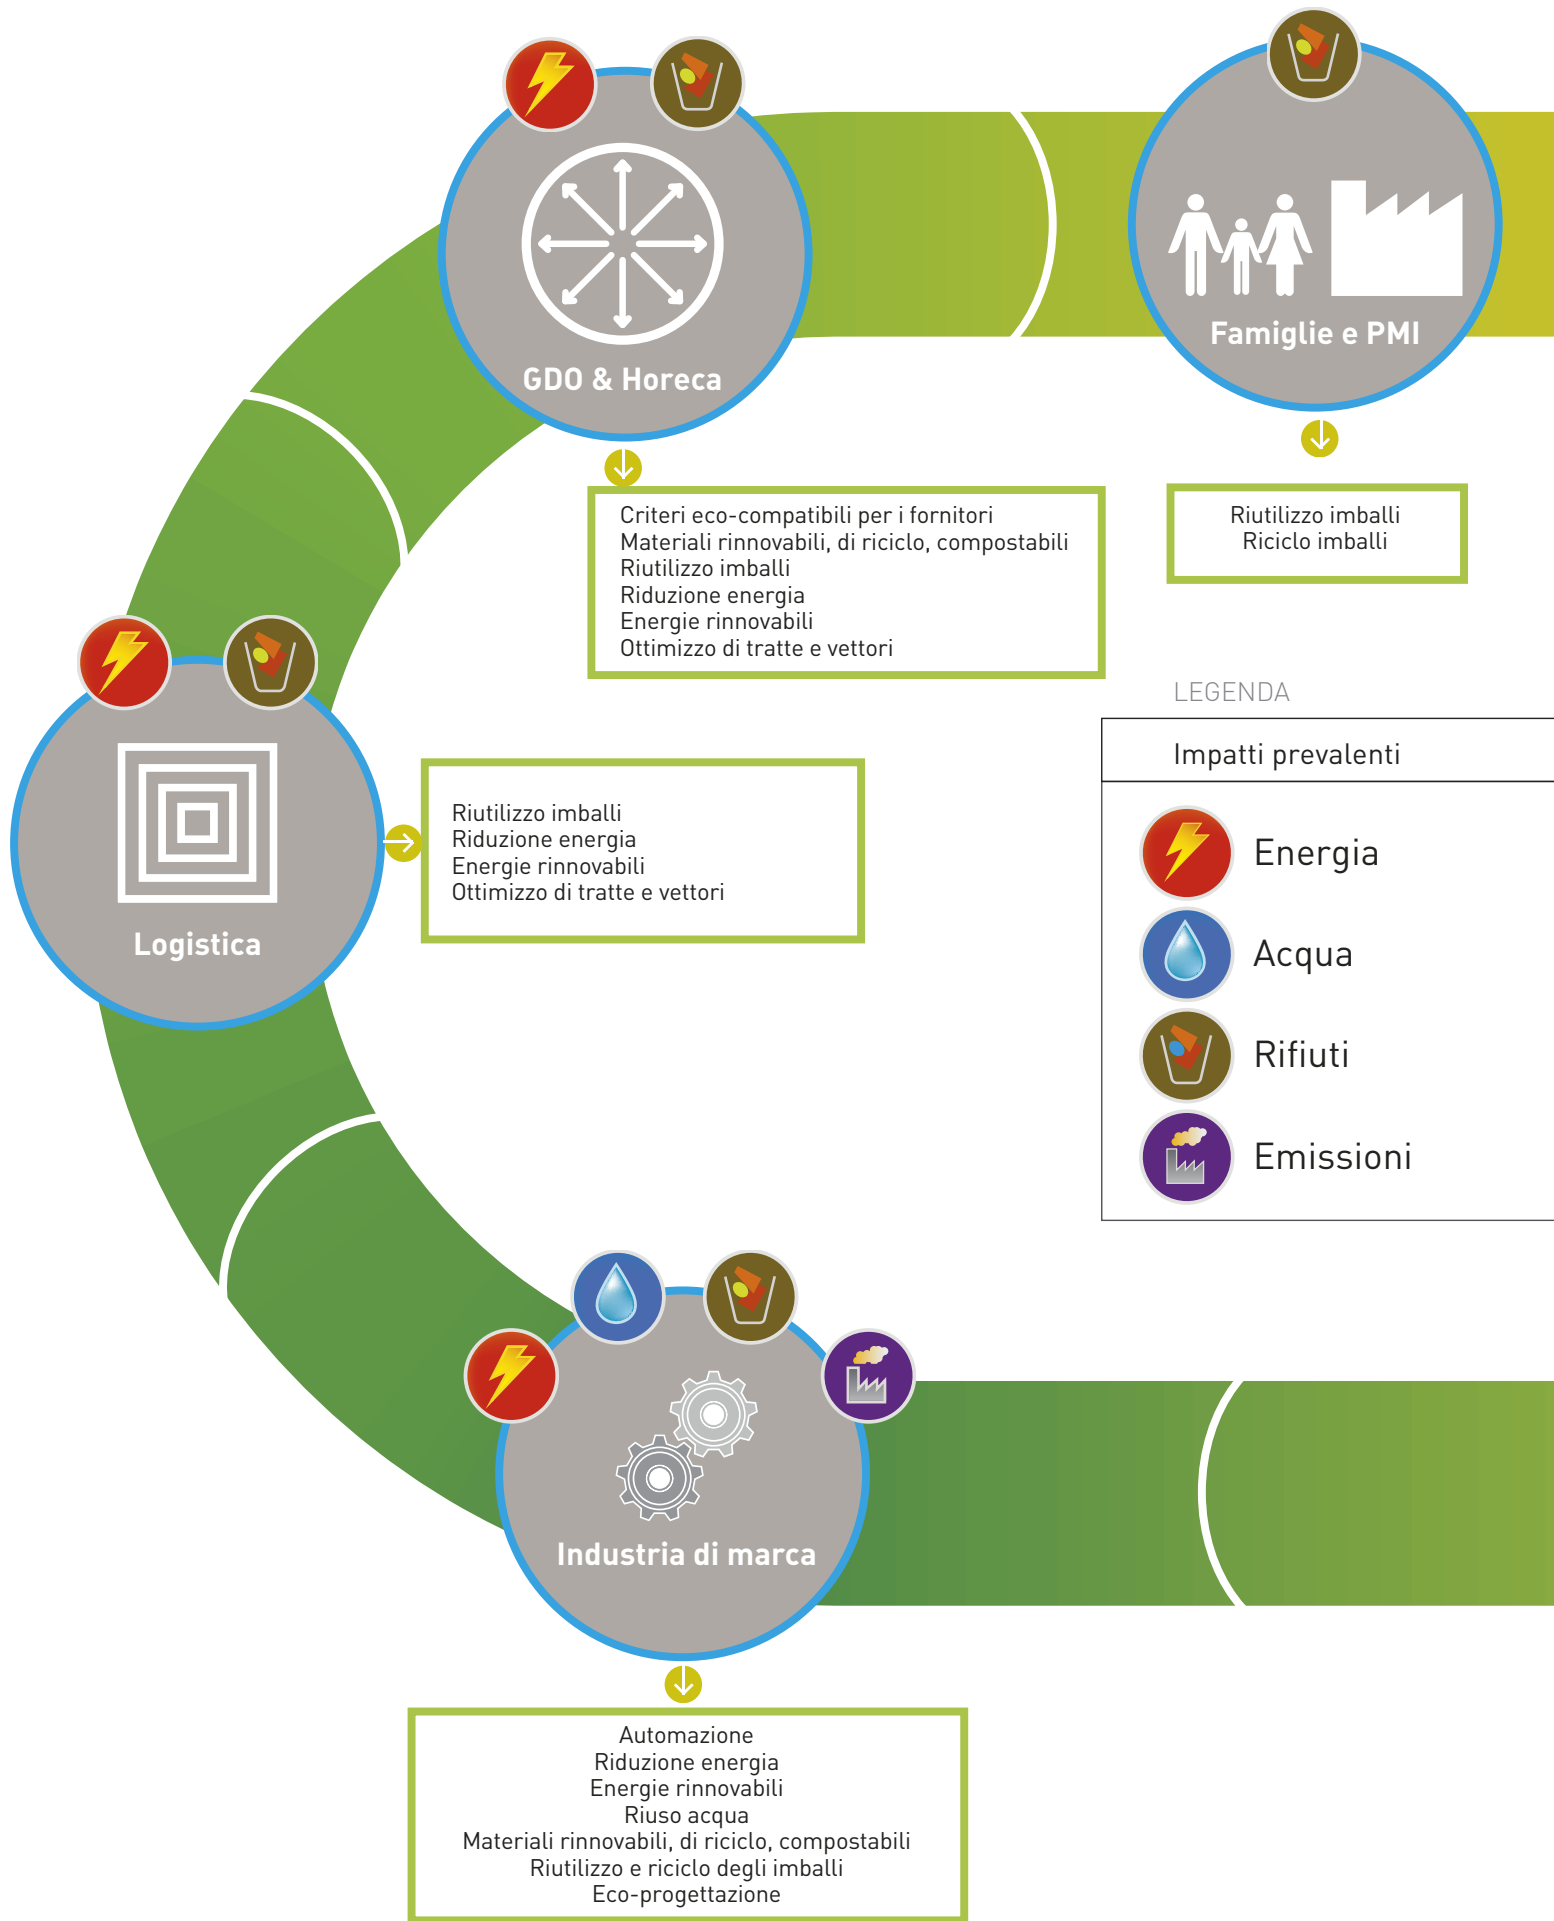 Famiglie e PMI
GDO & Horeca
Criteri eco-compatibili per i fornitori
Materiali rinnovabili, di riciclo, compostabili
Riutilizzo imballi
Riduzione energia
Energie rinnovabili
Ottimizzo di tratte e vettori
Riutilizzo imballi
Riciclo imballi
LEGENDA
Impatti prevalenti
Energia
Acqua
Rifiuti
Emissioni
Riutilizzo imballi
Riduzione energia
Energie rinnovabili
Ottimizzo di tratte e vettori
Logistica
Industria di marca
Automazione
Riduzione energia
Energie rinnovabili
Riuso acqua
Materiali rinnovabili, di riciclo, compostabili
Riutilizzo e riciclo degli imballi
Eco-progettazione